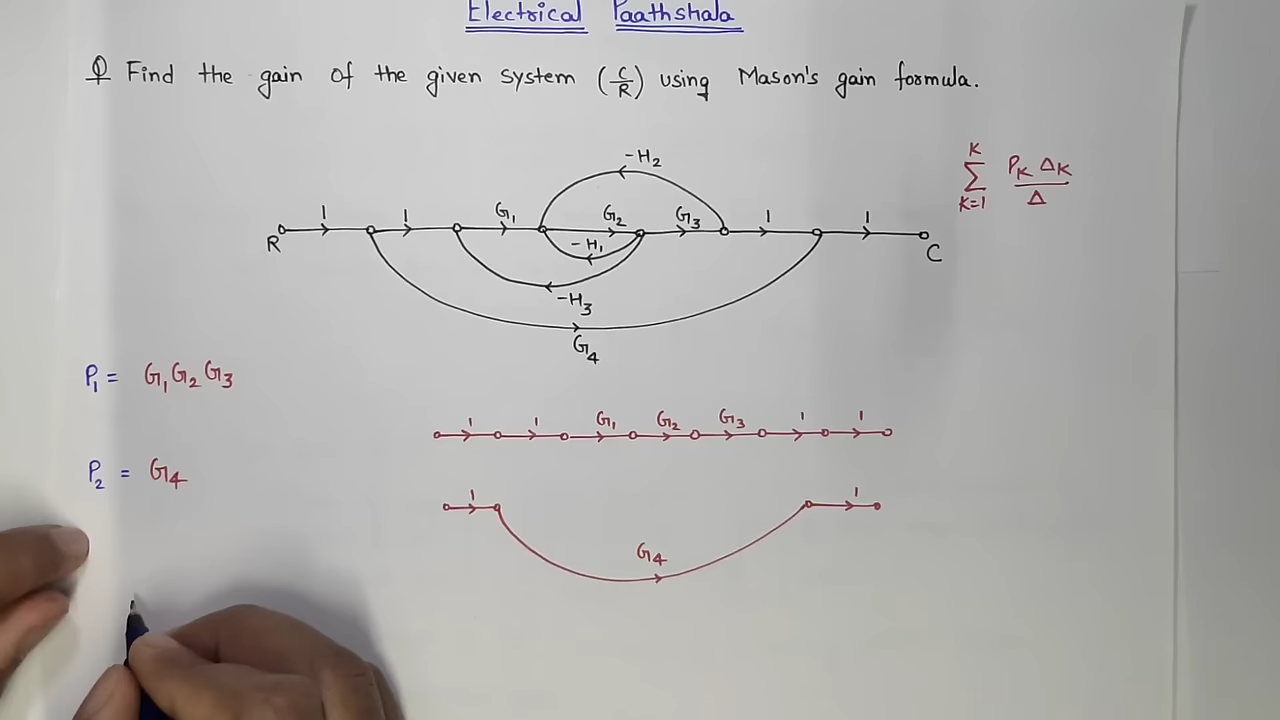 Electrical Paathshala
Q Find the gain of the given system (C/R) using Mason's gain formula.
-H₂
K
∑ P_K Δ_K / Δ
K=1
1 1 G₁ G₂ G₃ 1 1
R C
-H₁
-H₃
G₄
P₁ = G₁G₂G₃
1 1 G₁ G₂ G₃ 1 1
P₂ = G₄
1 1
G₄